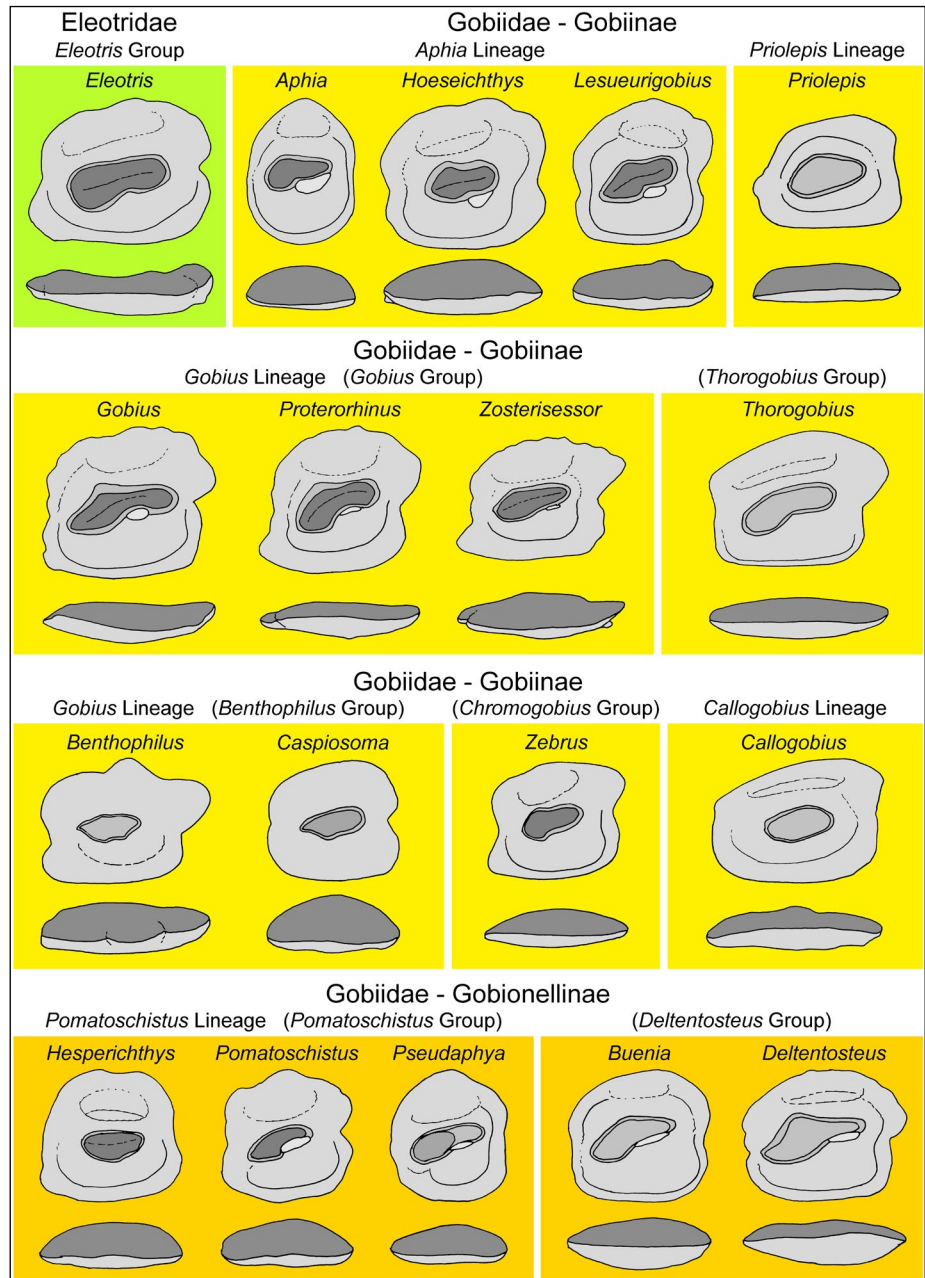 Eleotridae Gobiidae - Gobiinae
Eleotris Group Aphia Lineage Priolepis Lineage
Eleotris Aphia Hoeseichthys Lesueurigobius Priolepis
Gobiidae - Gobiinae
Gobius Lineage (Gobius Group) (Thorogobius Group)
Gobius Proterorhinus Zosterisessor Thorogobius
Gobiidae - Gobiinae
Gobius Lineage (Benthophilus Group) (Chromogobius Group) Callogobius Lineage
Benthophilus Caspiosoma Zebrus Callogobius
Gobiidae - Gobionellinae
Pomatoschistus Lineage (Pomatoschistus Group) (Deltentosteus Group)
Hesperichthys Pomatoschistus Pseudaphya Buenia Deltentosteus